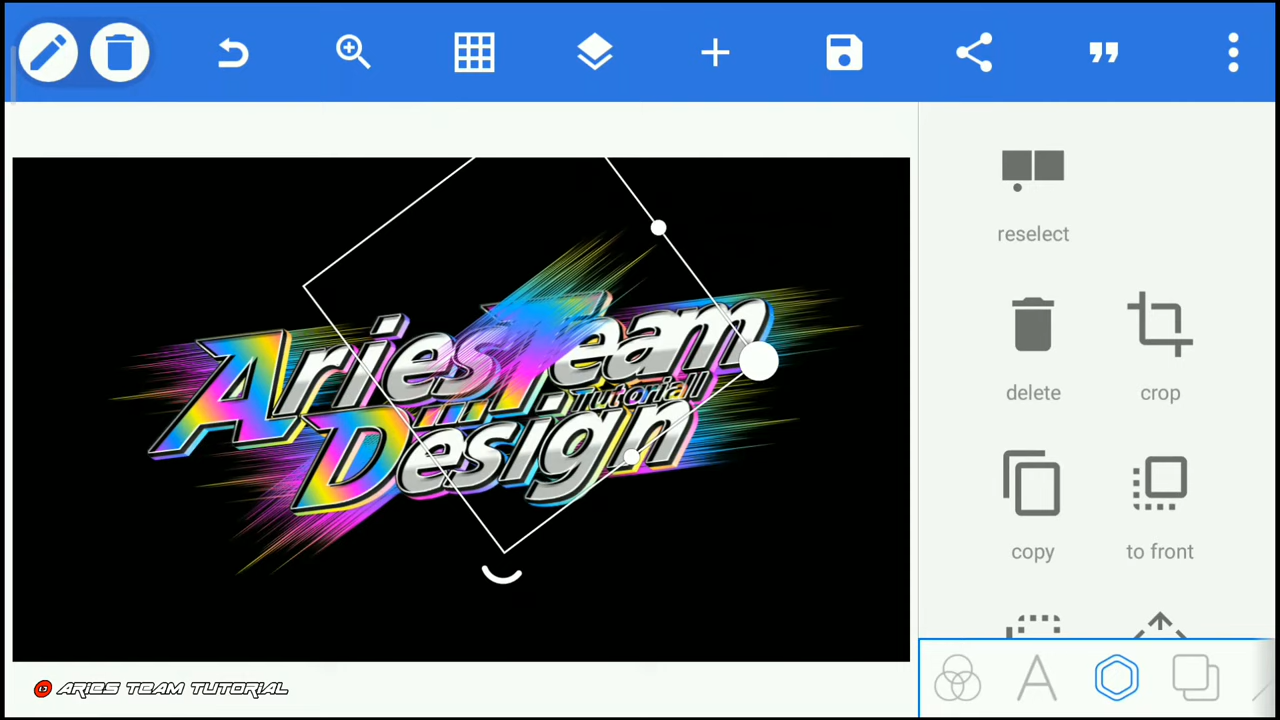 reselect
delete
crop
copy
to front
Aries Team
Tutorial
Design
ARIES TEAM TUTORIAL